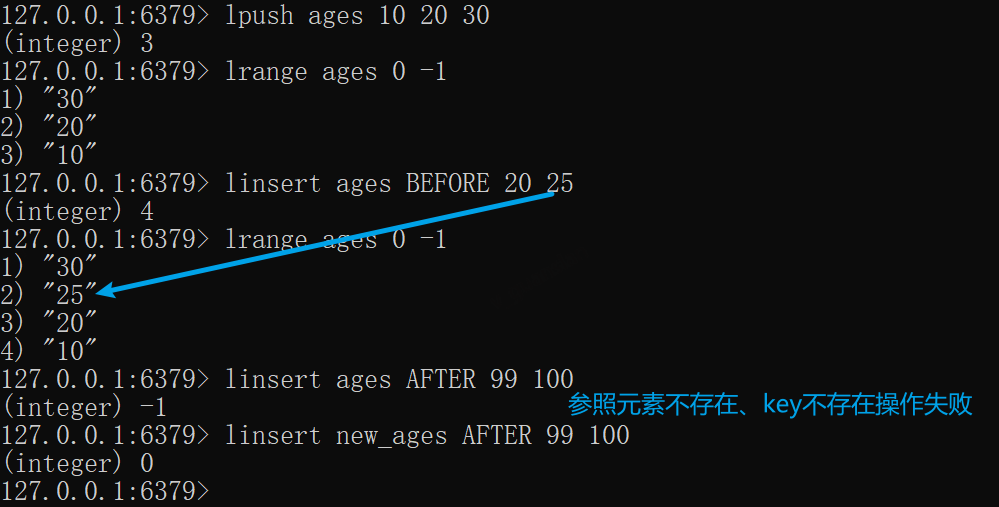 127.0.0.1:6379> lpush ages 10 20 30
(integer) 3
127.0.0.1:6379> lrange ages 0 -1
1) "30"
2) "20"
3) "10"
127.0.0.1:6379> linsert ages BEFORE 20 25
(integer) 4
127.0.0.1:6379> lrange ages 0 -1
1) "30"
2) "25"
3) "20"
4) "10"
127.0.0.1:6379> linsert ages AFTER 99 100
(integer) -1
参照元素不存在、key不存在操作失败
127.0.0.1:6379> linsert new_ages AFTER 99 100
(integer) 0
127.0.0.1:6379>